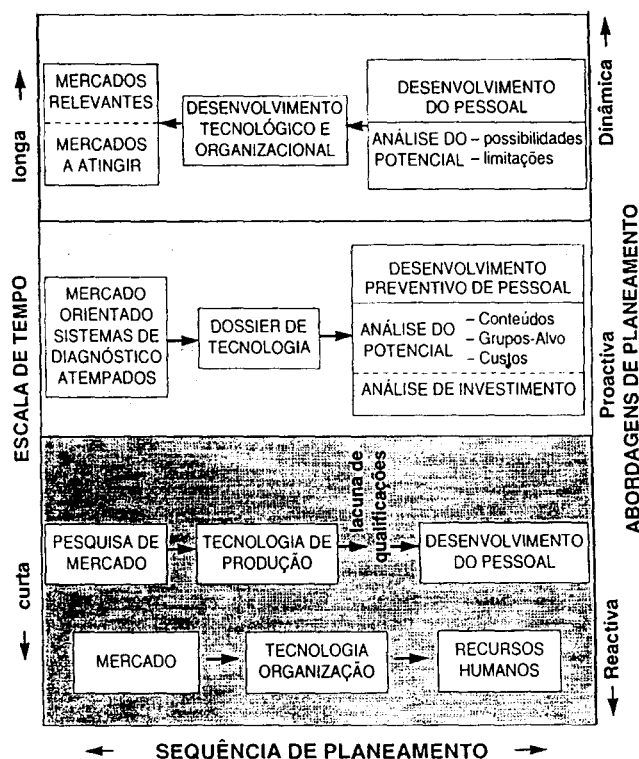 MERCADOS
RELEVANTES
MERCADOS
A ATINGIR
DESENVOLVIMENTO
TECNOLÓGICO E
ORGANIZACIONAL
DESENVOLVIMENTO
DO PESSOAL
ANÁLISE DO – possibilidades
POTENCIAL – limitações
MERCADO
ORIENTADO
SISTEMAS DE
DIAGNÓSTICO
ATEMPADOS
DOSSIER DE
TECNOLOGIA
DESENVOLVIMENTO
PREVENTIVO DE PESSOAL
ANÁLISE DO
POTENCIAL
– Conteúdos
– Grupos-Alvo
– Custos
ANÁLISE DE INVESTIMENTO
PESQUISA DE
MERCADO
TECNOLOGIA DE
PRODUÇÃO
lacuna de
qualificações
DESENVOLVIMENTO
DO PESSOAL
MERCADO
TECNOLOGIA
ORGANIZAÇÃO
RECURSOS
HUMANOS
longa
ESCALA DE TEMPO
curta
Dinâmica
Proactiva
Reactiva
ABORDAGENS DE PLANEAMENTO
SEQUÊNCIA DE PLANEAMENTO